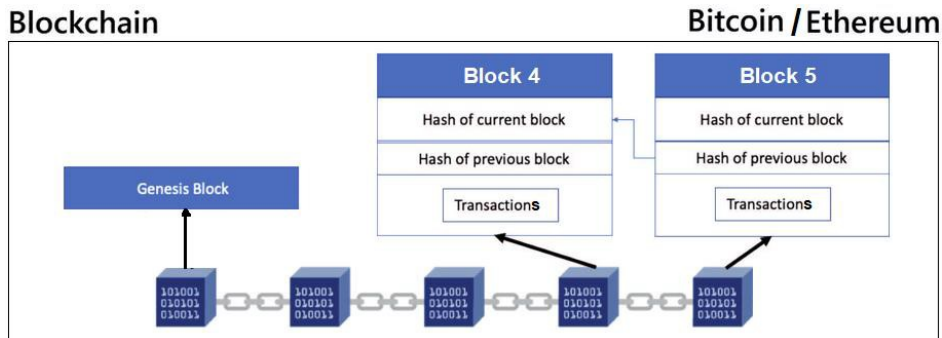 Blockchain
Bitcoin / Ethereum
Block 4
Hash of current block
Hash of previous block
Transactions
Block 5
Hash of current block
Hash of previous block
Transactions
Genesis Block
101001
010101
010011
101001
010101
010011
101001
010101
010011
101001
010101
010011
101001
010101
010011